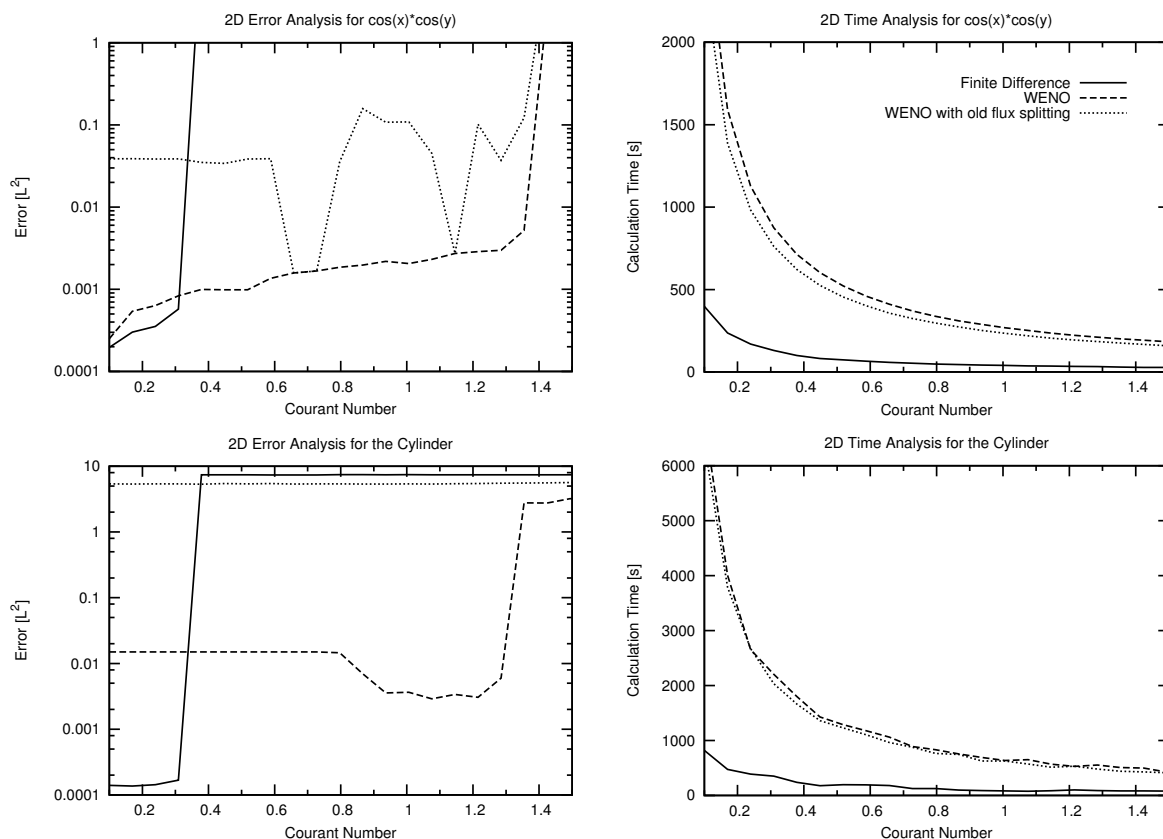 2D Error Analysis for cos(x)*cos(y)
1
0.1
0.01
0.001
0.0001
Error [L²]
0.2 0.4 0.6 0.8 1 1.2 1.4
Courant Number
2D Time Analysis for cos(x)*cos(y)
2000
1500
1000
500
0
Calculation Time [s]
Finite Difference
WENO
WENO with old flux splitting
0.2 0.4 0.6 0.8 1 1.2 1.4
Courant Number
2D Error Analysis for the Cylinder
10
1
0.1
0.01
0.001
0.0001
Error [L²]
0.2 0.4 0.6 0.8 1 1.2 1.4
Courant Number
2D Time Analysis for the Cylinder
6000
5000
4000
3000
2000
1000
0
Calculation Time [s]
0.2 0.4 0.6 0.8 1 1.2 1.4
Courant Number